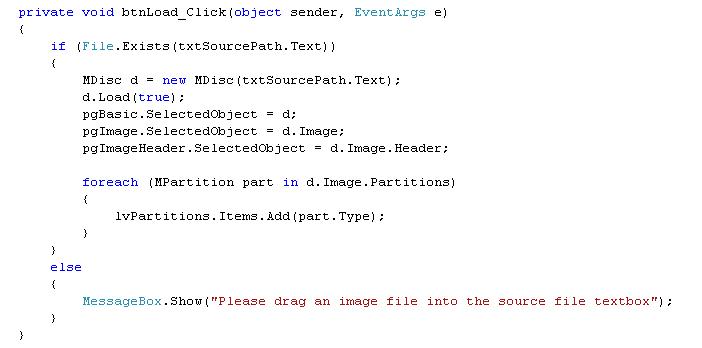 private void btnLoad_Click(object sender, EventArgs e)
{
    if (File.Exists(txtSourcePath.Text))
    {
        MDisc d = new MDisc(txtSourcePath.Text);
        d.Load(true);
        pgBasic.SelectedObject = d;
        pgImage.SelectedObject = d.Image;
        pgImageHeader.SelectedObject = d.Image.Header;

        foreach (MPartition part in d.Image.Partitions)
        {
            lvPartitions.Items.Add(part.Type);
        }
    }
    else
    {
        MessageBox.Show("Please drag an image file into the source file textbox");
    }
}